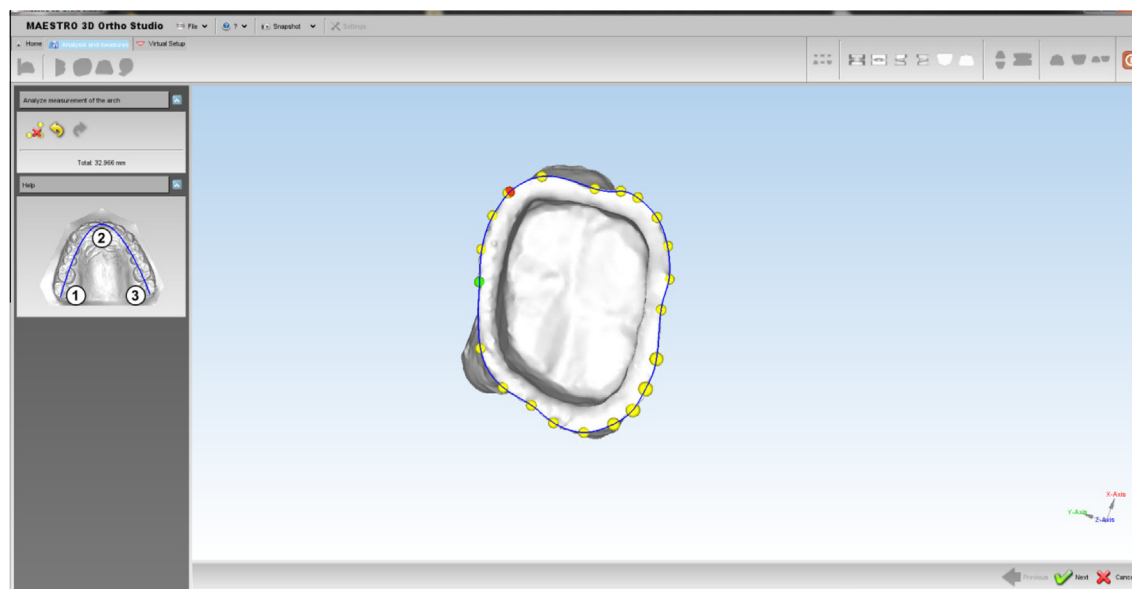 MAESTRO 3D Ortho Studio File ? Snapshot Settings
Home Analysis and measures Virtual Setup
Analyze measurement of the arch
Total: 32.966 mm
Help
2
1 3
X-Axis
Y-Axis
Z-Axis
Previous Next